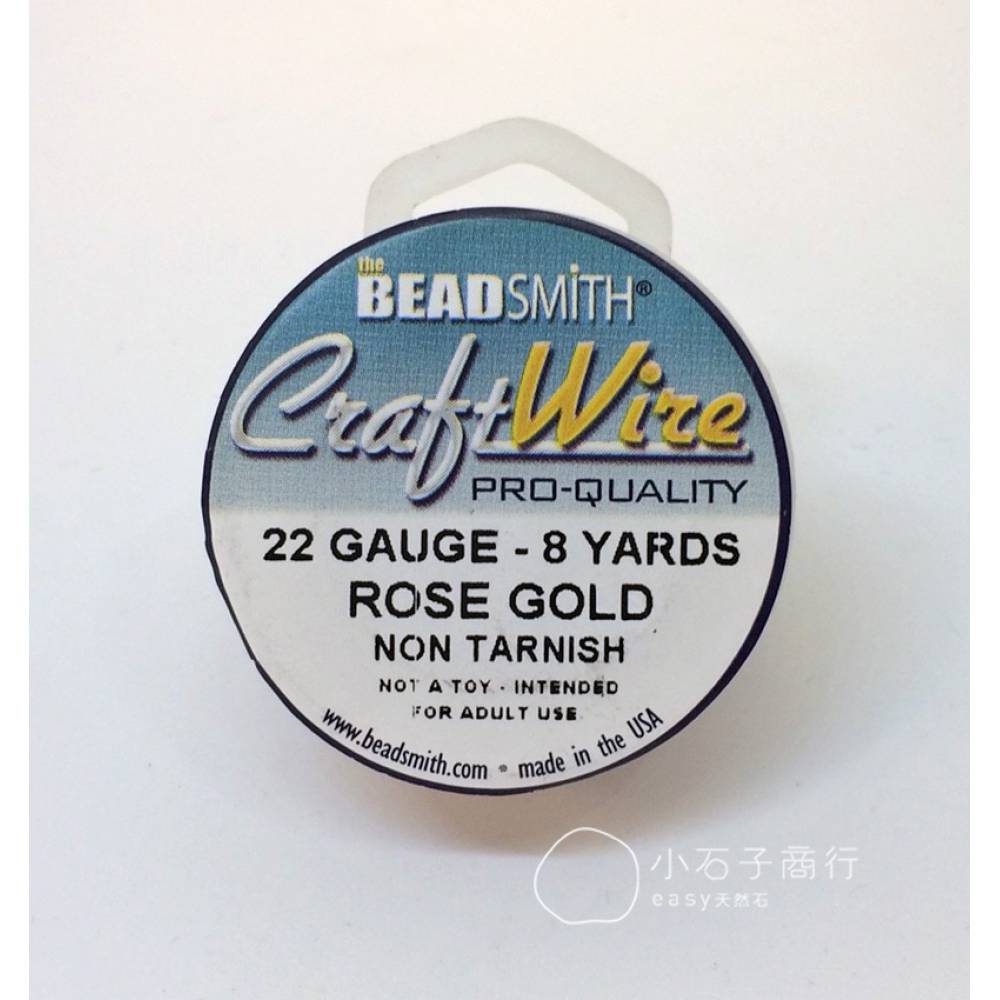 the
BEADSMiTH®
CraftWire
PRO-QUALITY
22 GAUGE - 8 YARDS
ROSE GOLD
NON TARNISH
NOT A TOY - INTENDED
FOR ADULT USE
www.beadsmith.com • made in the USA
小石子商行
easy天然石